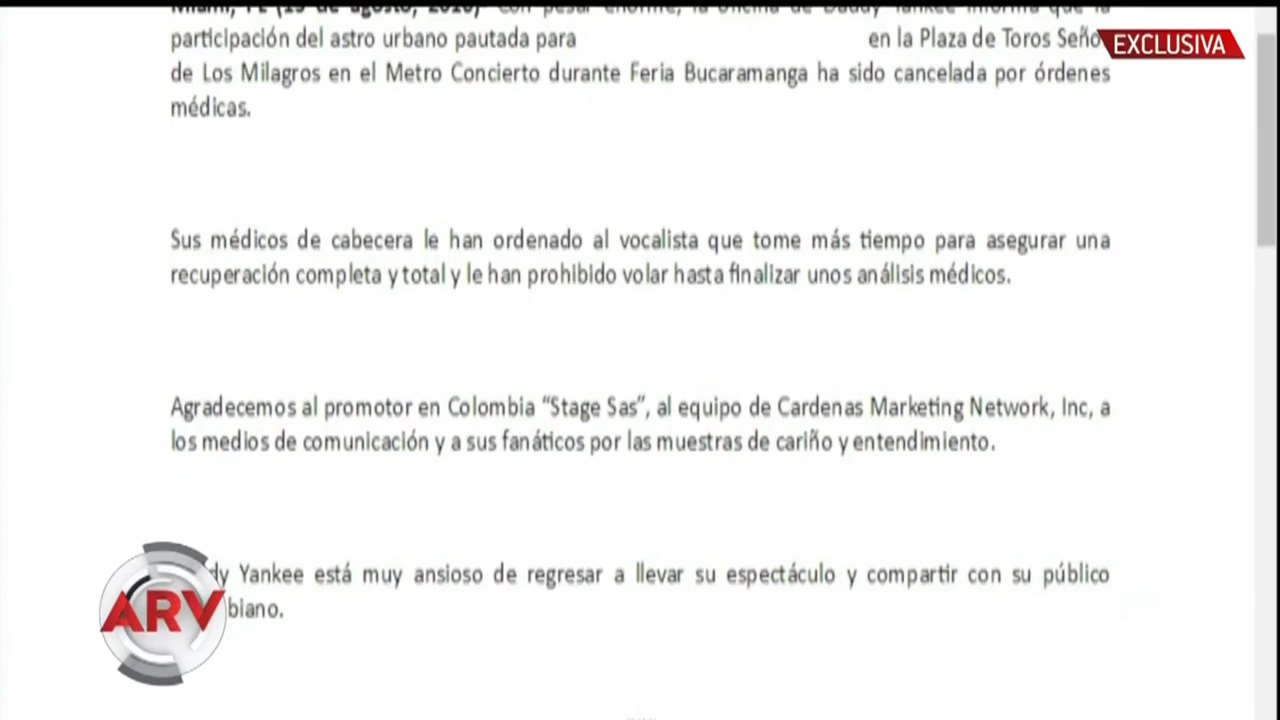 participación del astro urbano pautada para en la Plaza de Toros Seño
EXCLUSIVA
de Los Milagros en el Metro Concierto durante Feria Bucaramanga ha sido cancelada por órdenes
médicas.
Sus médicos de cabecera le han ordenado al vocalista que tome más tiempo para asegurar una
recuperación completa y total y le han prohibido volar hasta finalizar unos análisis médicos.
Agradecemos al promotor en Colombia “Stage Sas”, al equipo de Cardenas Marketing Network, Inc, a
los medios de comunicación y a sus fanáticos por las muestras de cariño y entendimiento.
dy Yankee está muy ansioso de regresar a llevar su espectáculo y compartir con su público
biano.
ARV